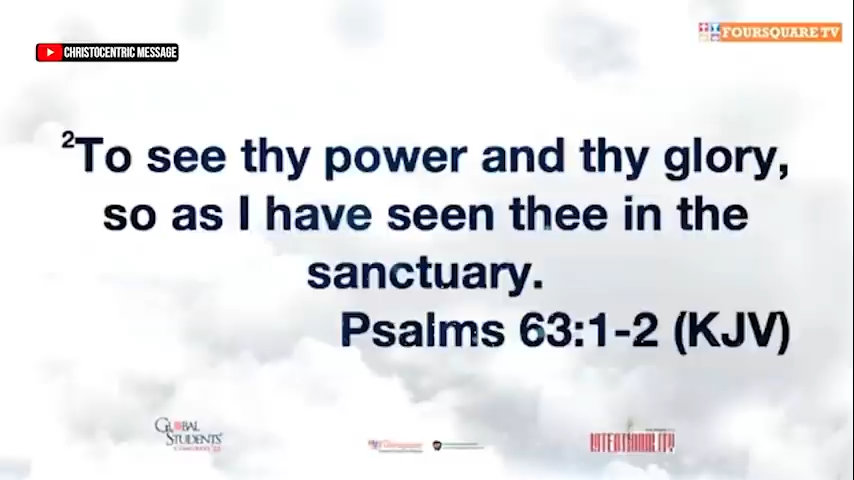 CHRISTOCENTRIC MESSAGE
FOURSQUARE TV
²To see thy power and thy glory,
so as I have seen thee in the
sanctuary.
Psalms 63:1-2 (KJV)
GLOBAL
STUDENTS'
INTENTIONALITY